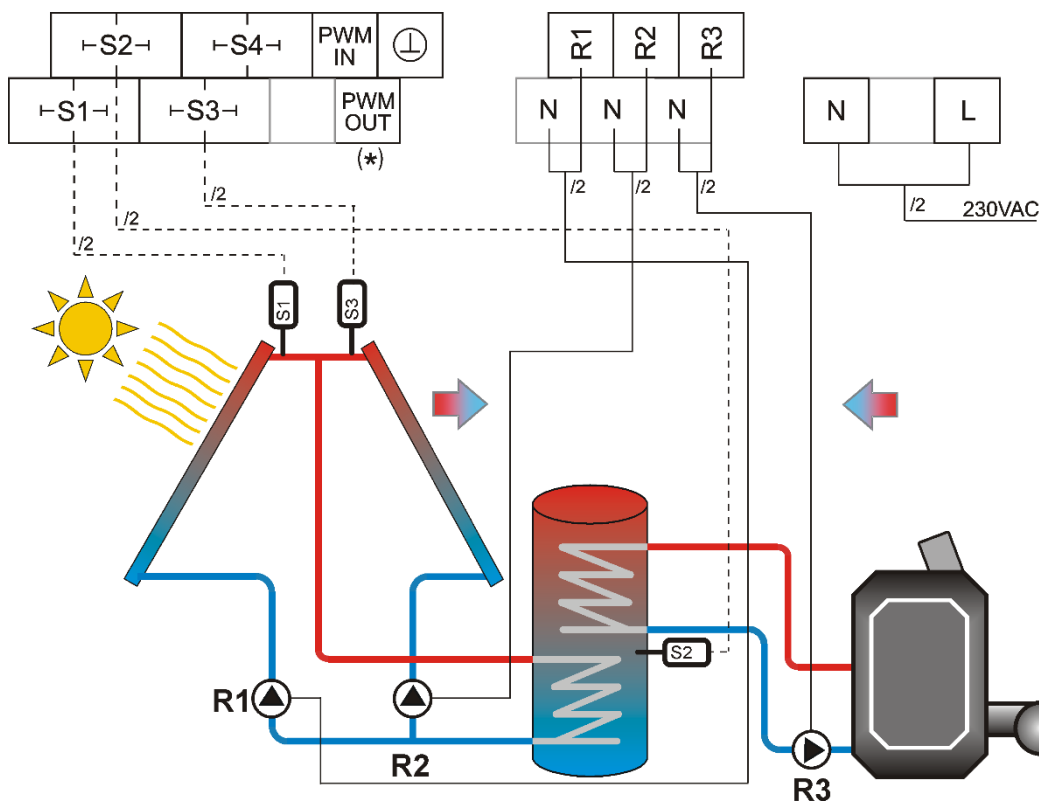 S2 S4 PWM IN
S1 S3 PWM OUT
(*)
R1 R2 R3
N N N
N L
/2 /2
/2
/2 /2 /2
/2 230VAC
S1 S3
S2
R1
R2
R3